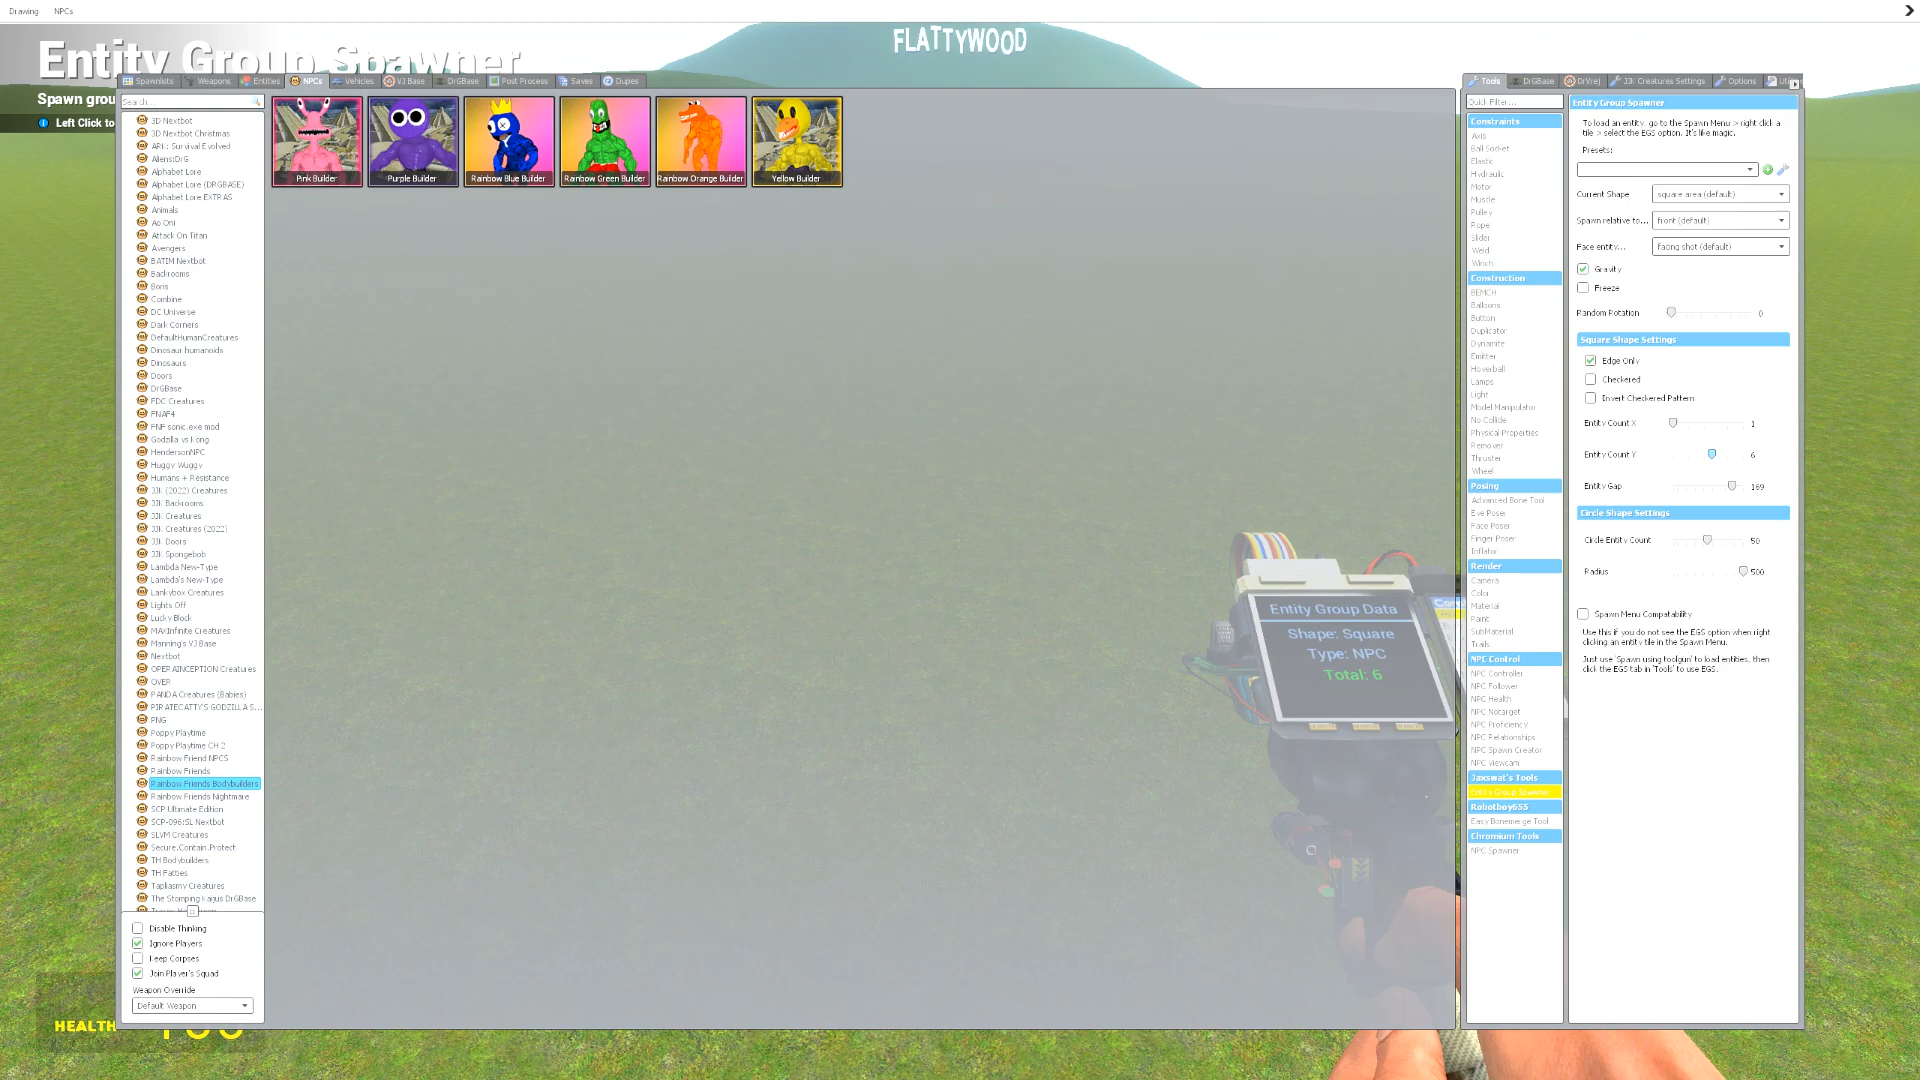 Drawing NPCs
FLATTYWOOD
Entity Group Spawner
Spawn grou
Left Click to
Spawnlists Weapons Entities NPCs Vehicles VJ Base DrGBase Post Process Saves Dupes
Search...
3D Nextbot
3D Nextbot Christmas
ARK: Survival Evolved
Aliens:DrG
Alphabet Lore
Alphabet Lore (DRGBASE)
Alphabet Lore EXTRAS
Animals
Ao Oni
Attack On Titan
Avengers
BATIM Nextbot
Backrooms
Boris
Combine
DC Universe
Dark Corners
DefaultHumanCreatures
Dinosaur humanoids
Dinosaurs
Doors
DrGBase
FDC Creatures
FNAF4
FNF sonic.exe mod
Godzilla vs Kong
HendersonNPC
Huggy Wuggy
Humans + Resistance
JJK (2022) Creatures
JJK Backrooms
JJK Creatures
JJK Creatures (2022)
JJK Doors
JJK Spongebob
Lambda New-Type
Lambda's New-Type
Lankybox Creatures
Lights Off
Lucky Block
MAXInfinite Creatures
Manning's VJ Base
Nextbot
OPERAINCEPTION Creatures
OVER
PANDA Creatures (Babies)
PIRATECATTY'S GODZILLA S...
PNG
Poppy Playtime
Poppy Playtime CH 2
Rainbow Friend NPCS
Rainbow Friends
Rainbow Friends Bodybuilders
Rainbow Friends Nightmare
SCP Ultimate Edition
SCP-096:SL Nextbot
SLVM Creatures
Secure.Contain.Protect
TH Bodybuilders
TH Fatties
Tapliasmy Creatures
The Stomping Kaijus DrGBase
Disable Thinking
Ignore Players
Keep Corpses
Join Player's Squad
Weapon Override
Default Weapon
HEALTH 100
Pink Builder
Purple Builder
Rainbow Blue Builder
Rainbow Green Builder
Rainbow Orange Builder
Yellow Builder
Entity Group Data
Shape: Square
Type: NPC
Total: 6
Tools DrGBase DrVrej JJK Creatures Settings Options Uti
Quick Filter...
Constraints
Axis
Ball Socket
Elastic
Hydraulic
Motor
Muscle
Pulley
Rope
Slider
Weld
Winch
Construction
BEMCH
Balloons
Button
Duplicator
Dynamite
Emitter
Hoverball
Lamps
Light
Model Manipulator
No Collide
Physical Properties
Remover
Thruster
Wheel
Posing
Advanced Bone Tool
Eye Poser
Face Poser
Finger Poser
Inflator
Render
Camera
Color
Material
Paint
SubMaterial
Trails
NPC Control
NPC Controller
NPC Follower
NPC Health
NPC Notarget
NPC Proficiency
NPC Relationships
NPC Spawn Creator
NPC Viewcam
Jaxswat's Tools
Entity Group Spawner
Robotboy655
Easy Bonemerge Tool
Chromium Tools
NPC Spawner
Entity Group Spawner
To load an entity, go to the Spawn Menu > right click a
tile > select the EGS option. It's like magic.
Presets:
Current Shape square area (default)
Spawn relative to... front (default)
Face entity... facing shot (default)
Gravity
Freeze
Random Rotation 0
Square Shape Settings
Edge Only
Checkered
Invert Checkered Pattern
Entity Count X 1
Entity Count Y 6
Entity Gap 169
Circle Shape Settings
Circle Entity Count 50
Radius 500
Spawn Menu Compatability
Use this if you do not see the EGS option when right
clicking an entity tile in the Spawn Menu.
Just use 'Spawn using toolgun' to load entities, then
click the EGS tab in 'Tools' to use EGS.